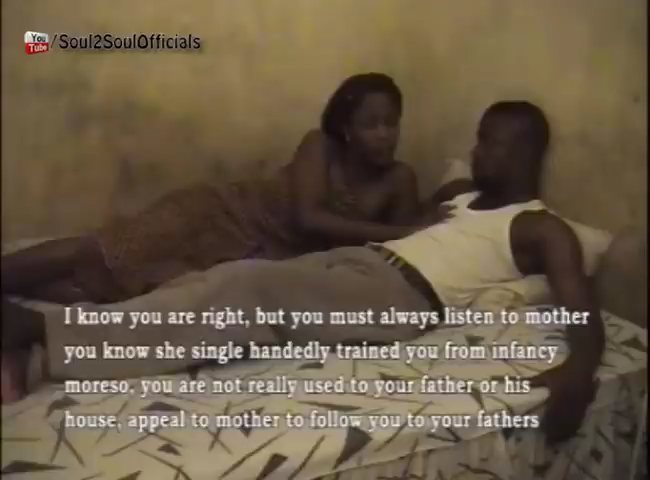 You Tube /Soul2SoulOfficials
I know you are right, but you must always listen to mother
you know she single handedly trained you from infancy
moreso, you are not really used to your father or his
house, appeal to mother to follow you to your fathers